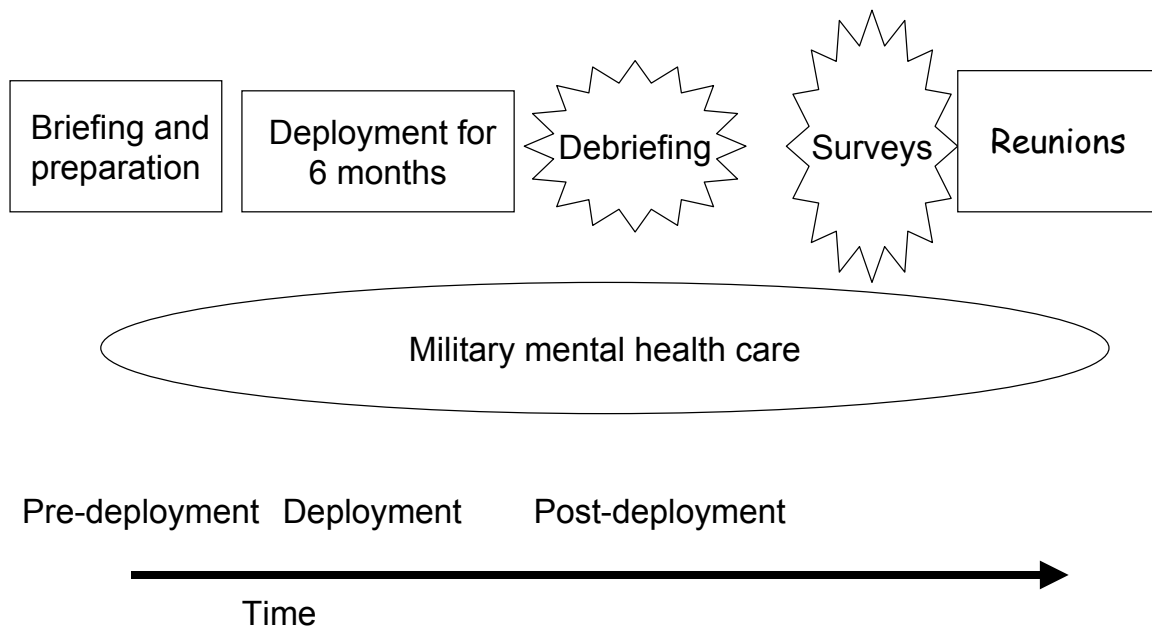 Briefing and
preparation
Deployment for
6 months
Debriefing
Surveys
Reunions
Military mental health care
Pre-deployment
Deployment
Post-deployment
Time